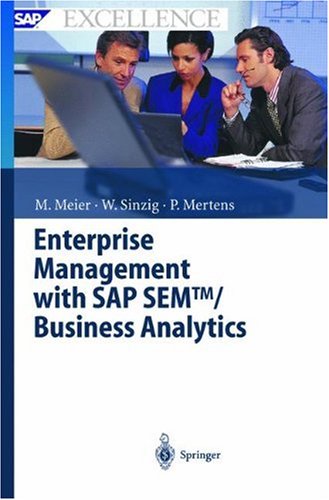 SAP EXCELLENCE
M. Meier · W. Sinzig · P. Mertens
Enterprise
Management
with SAP SEM™/
Business Analytics
Springer